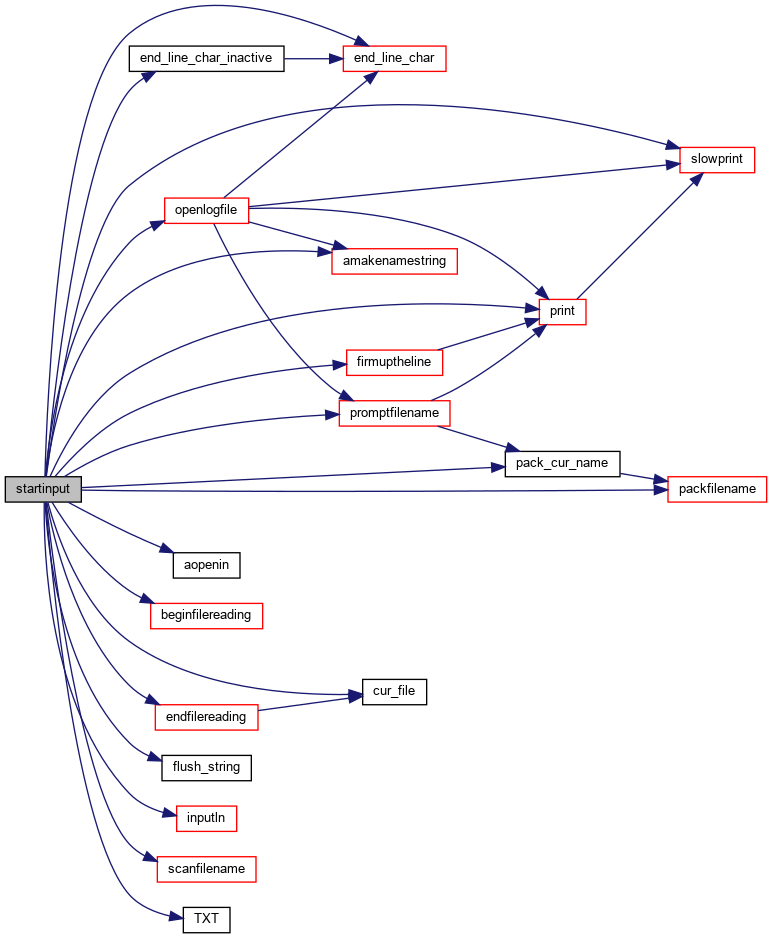 end_line_char_inactive
end_line_char
slowprint
openlogfile
amakenamestring
print
firmuptheline
promptfilename
pack_cur_name
startinput
packfilename
aopenin
beginfilereading
cur_file
endfilereading
flush_string
inputln
scanfilename
TXT